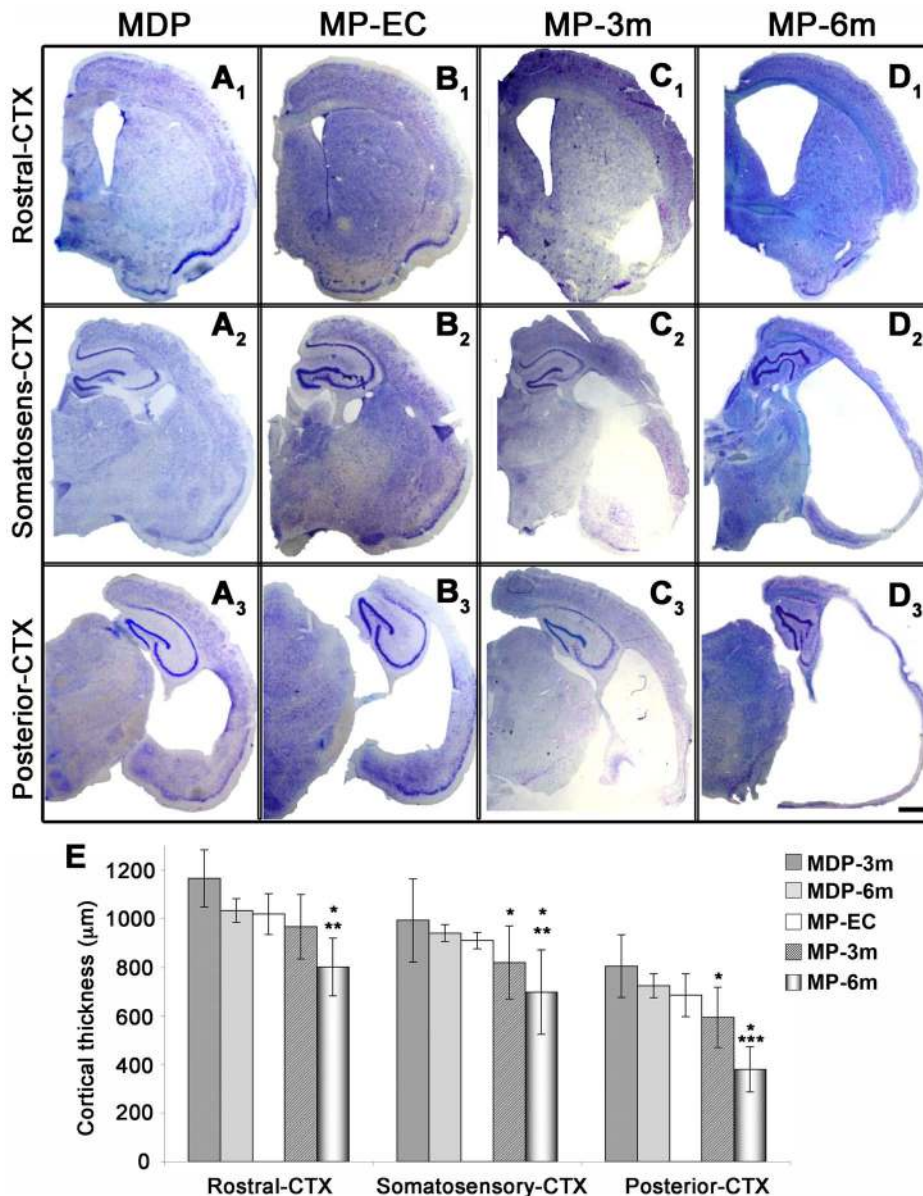 MDP MP-EC MP-3m MP-6m
Rostral-CTX
A1 B1 C1 D1
Somatosens-CTX
A2 B2 C2 D2
Posterior-CTX
A3 B3 C3 D3
E
Cortical thickness (µm)
1200
1000
800
600
400
200
0
* **
* * **
* * ***
MDP-3m
MDP-6m
MP-EC
MP-3m
MP-6m
Rostral-CTX Somatosensory-CTX Posterior-CTX